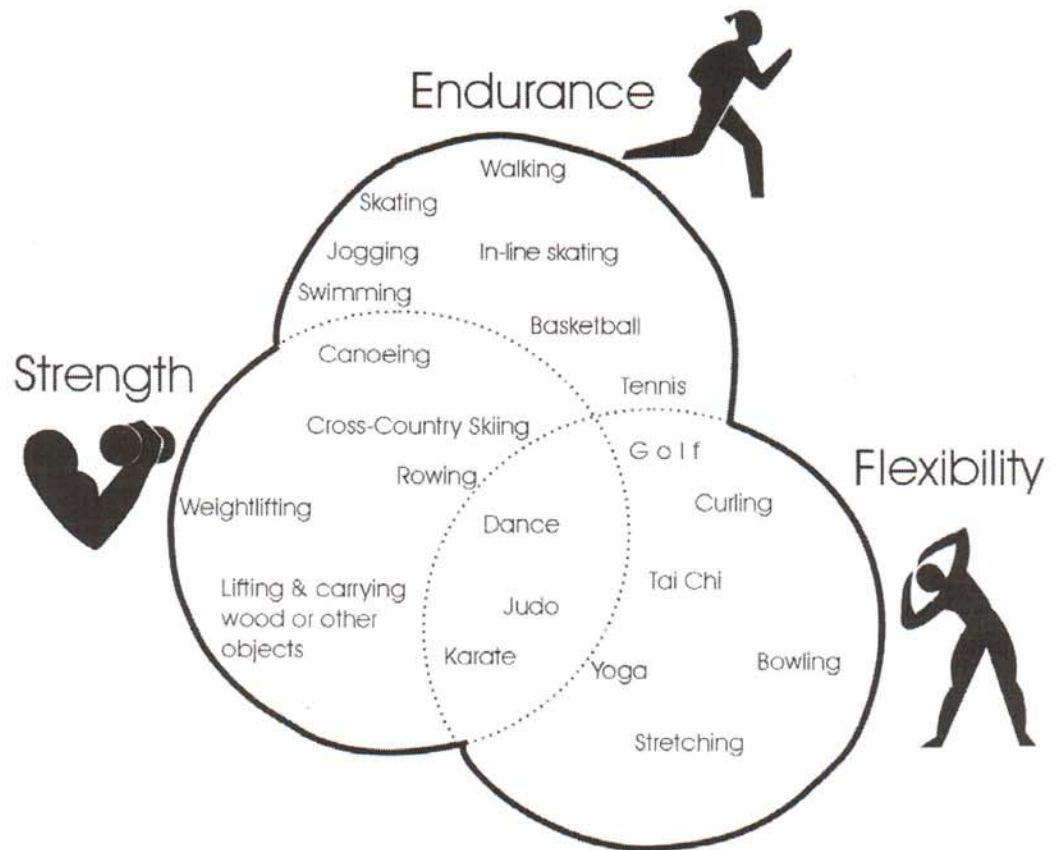 Endurance
Walking
Skating
Jogging
In-line skating
Swimming
Basketball
Canoeing
Strength
Tennis
Cross-Country Skiing
Golf
Flexibility
Rowing
Curling
Weightlifting
Dance
Tai Chi
Lifting & carrying
wood or other
objects
Judo
Karate
Yoga
Bowling
Stretching